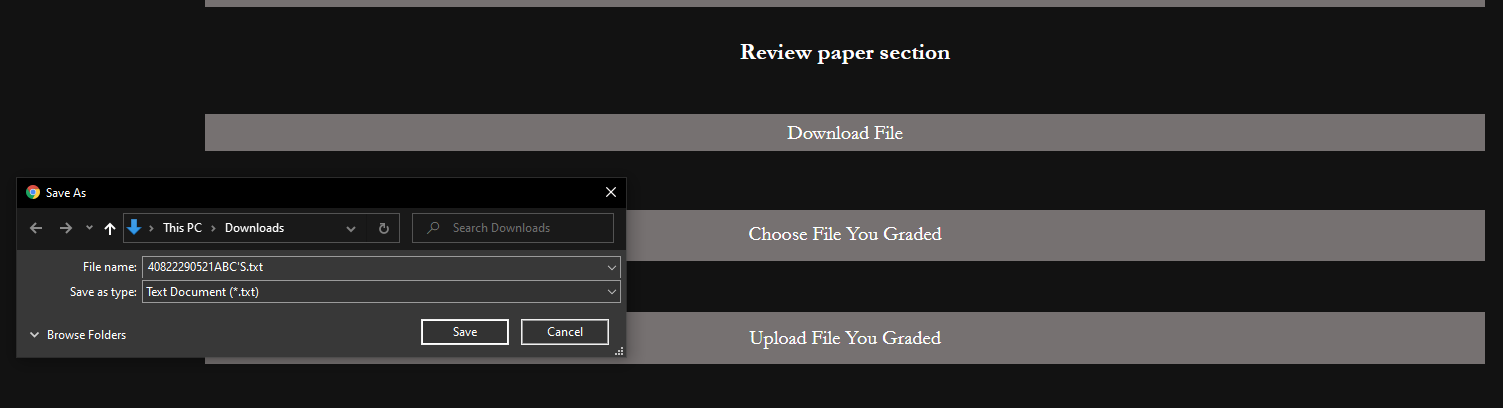 Review paper section
Download File
Save As
This PC Downloads
Search Downloads
File name: 40822290521ABC'S.txt
Save as type: Text Document (*.txt)
Browse Folders
Save Cancel
Choose File You Graded
Upload File You Graded